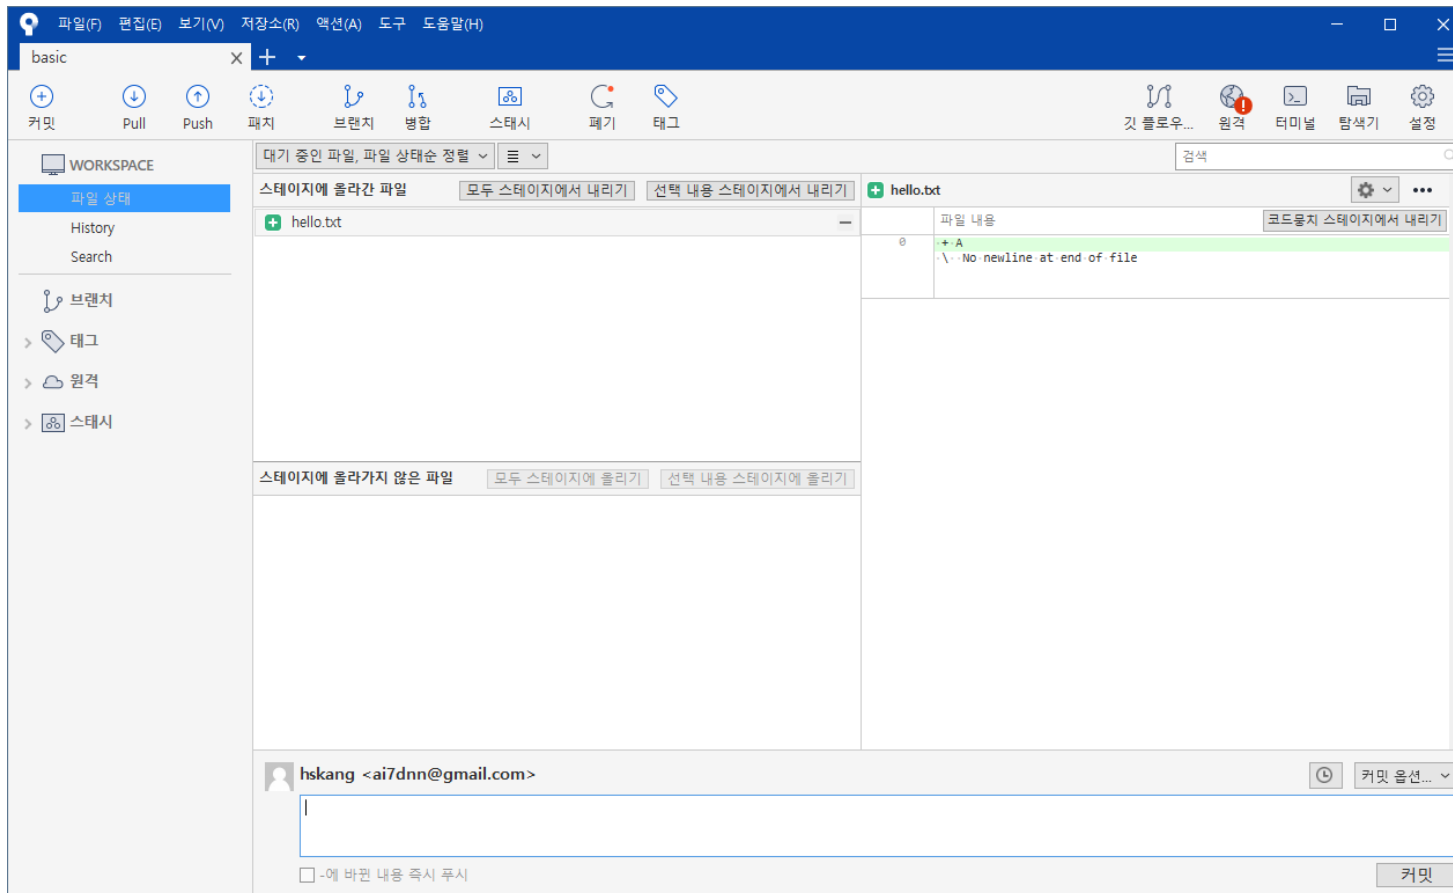 파일(F) 편집(E) 보기(V) 저장소(R) 액션(A) 도구 도움말(H)
basic
커밋 Pull Push 패치 브랜치 병합 스태시 폐기 태그 깃 플로우... 원격 터미널 탐색기 설정
WORKSPACE
파일 상태
History
Search
브랜치
태그
원격
스태시
대기 중인 파일, 파일 상태순 정렬
검색
스테이지에 올라간 파일 모두 스테이지에서 내리기 선택 내용 스테이지에서 내리기
hello.txt
스테이지에 올라가지 않은 파일 모두 스테이지에 올리기 선택 내용 스테이지에 올리기
hello.txt
파일 내용 코드뭉치 스테이지에서 내리기
0 + A
\ No newline at end of file
hskang <ai7dnn@gmail.com>
커밋 옵션...
-에 바뀐 내용 즉시 푸시
커밋